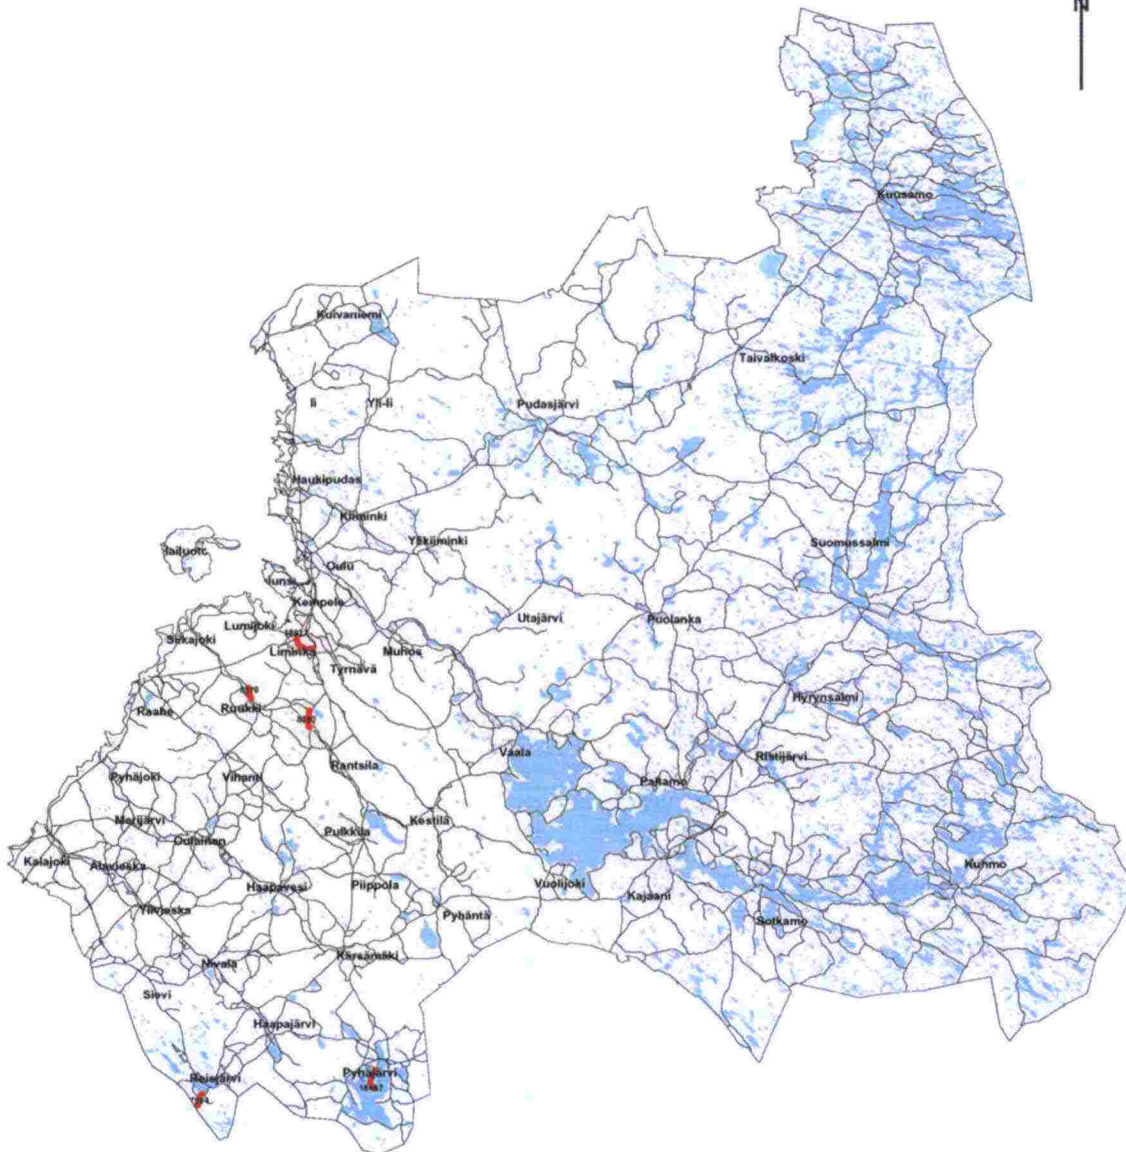 N
Kuusamo
Kuivaniemi
Taivalkoski
Ii
Yli-Ii
Pudasjärvi
Haukipudas
Kiiminki
Ylikiiminki
Suomussalmi
Oulu
Kempele
Lumijoki
Utajärvi
Puolanka
Siikajoki
Liminka
Muhos
Tyrnävä
Hyrynsalmi
Raahe
Ruukki
Vaala
Ristijärvi
Rantsila
Pyhäjoki
Vihanti
Paltamo
Merijärvi
Pulkkila
Kestilä
Oulainen
Kalajoki
Alavieska
Kuhmo
Haapavesi
Piippola
Vuolijoki
Kajaani
Ylivieska
Pyhäntä
Sotkamo
Kärsämäki
Nivala
Sievi
Haapajärvi
Pyhäjärvi
Reisjärvi